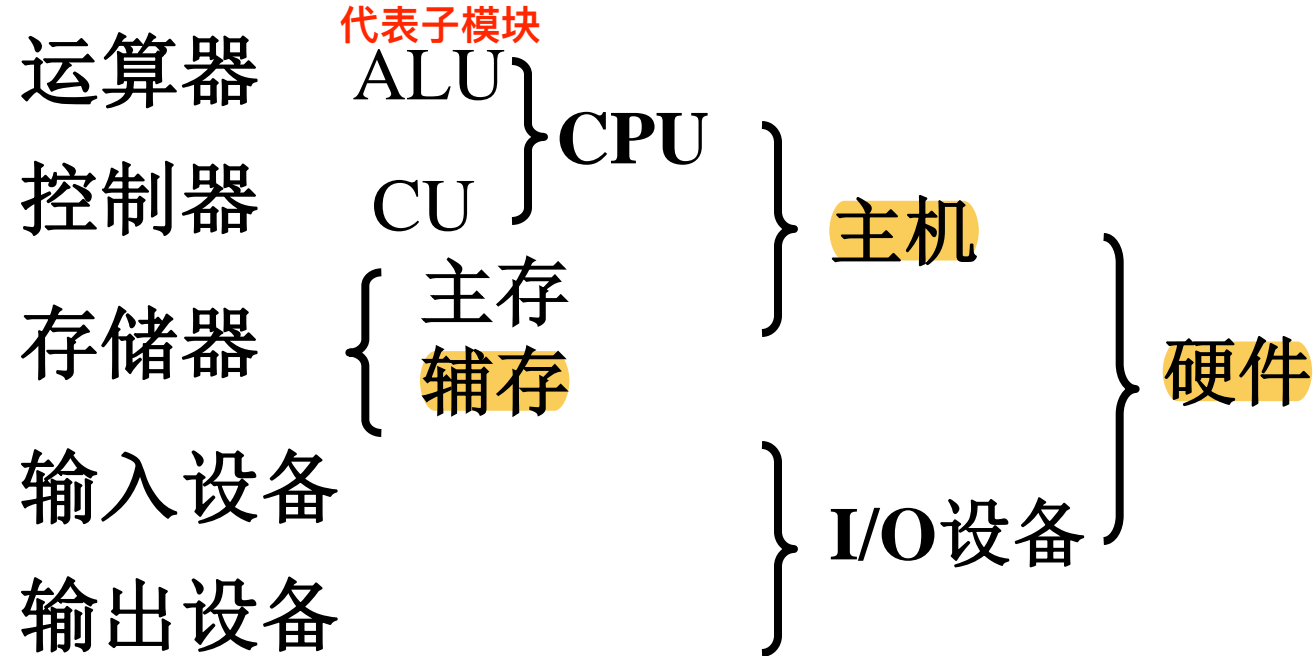 代表子模块
运算器 ALU
CPU
控制器 CU
主机
主存
存储器
辅存
硬件
输入设备
I/O设备
输出设备